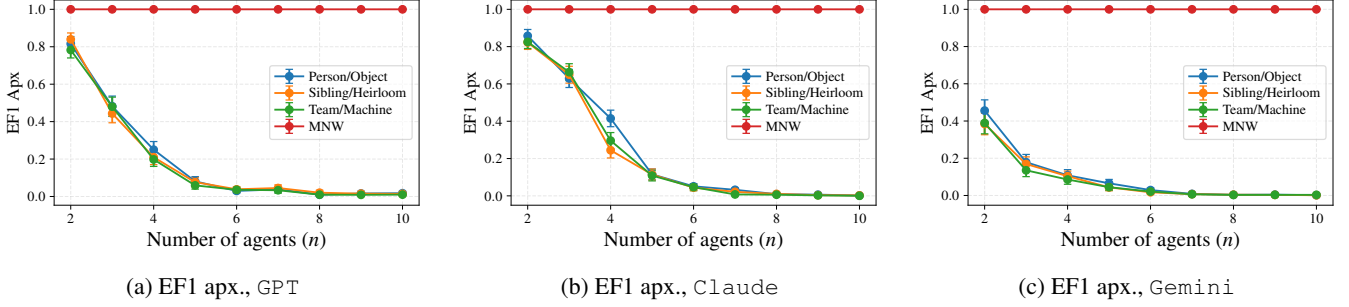 1.0
0.8
0.6
0.4
0.2
0.0
EF1 Apx
2
4
6
8
10
Number of agents (n)
Person/Object
Sibling/Heirloom
Team/Machine
MNW
(a) EF1 apx., GPT
1.0
0.8
0.6
0.4
0.2
0.0
EF1 Apx
2
4
6
8
10
Number of agents (n)
Person/Object
Sibling/Heirloom
Team/Machine
MNW
(b) EF1 apx., Claude
1.0
0.8
0.6
0.4
0.2
0.0
EF1 Apx
2
4
6
8
10
Number of agents (n)
Person/Object
Sibling/Heirloom
Team/Machine
MNW
(c) EF1 apx., Gemini